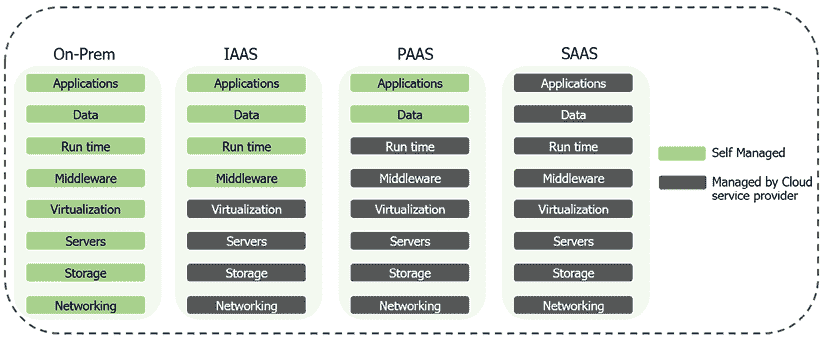 On-Prem
Applications
Data
Run time
Middleware
Virtualization
Servers
Storage
Networking
IAAS
Applications
Data
Run time
Middleware
Virtualization
Servers
Storage
Networking
PAAS
Applications
Data
Run time
Middleware
Virtualization
Servers
Storage
Networking
SAAS
Applications
Data
Run time
Middleware
Virtualization
Servers
Storage
Networking
Self Managed
Managed by Cloud
service provider